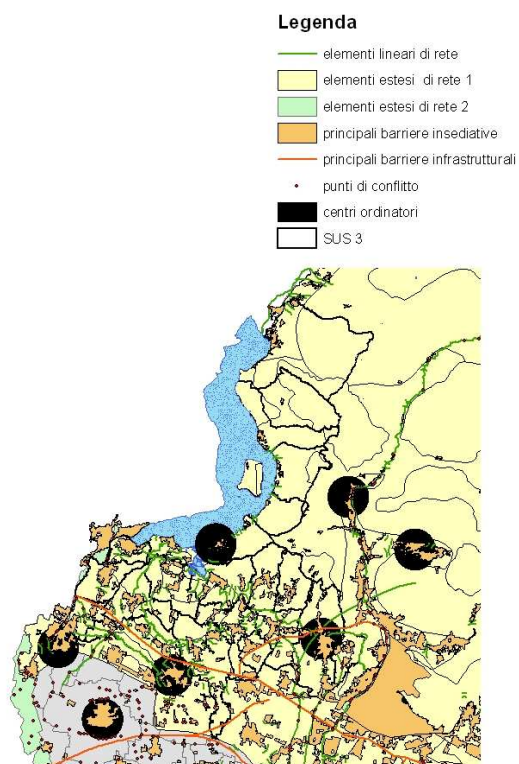 Legenda
elementi lineari di rete
elementi estesi di rete 1
elementi estesi di rete 2
principali barriere insediative
principali barriere infrastrutturali
punti di conflitto
centri ordinatori
SUS 3